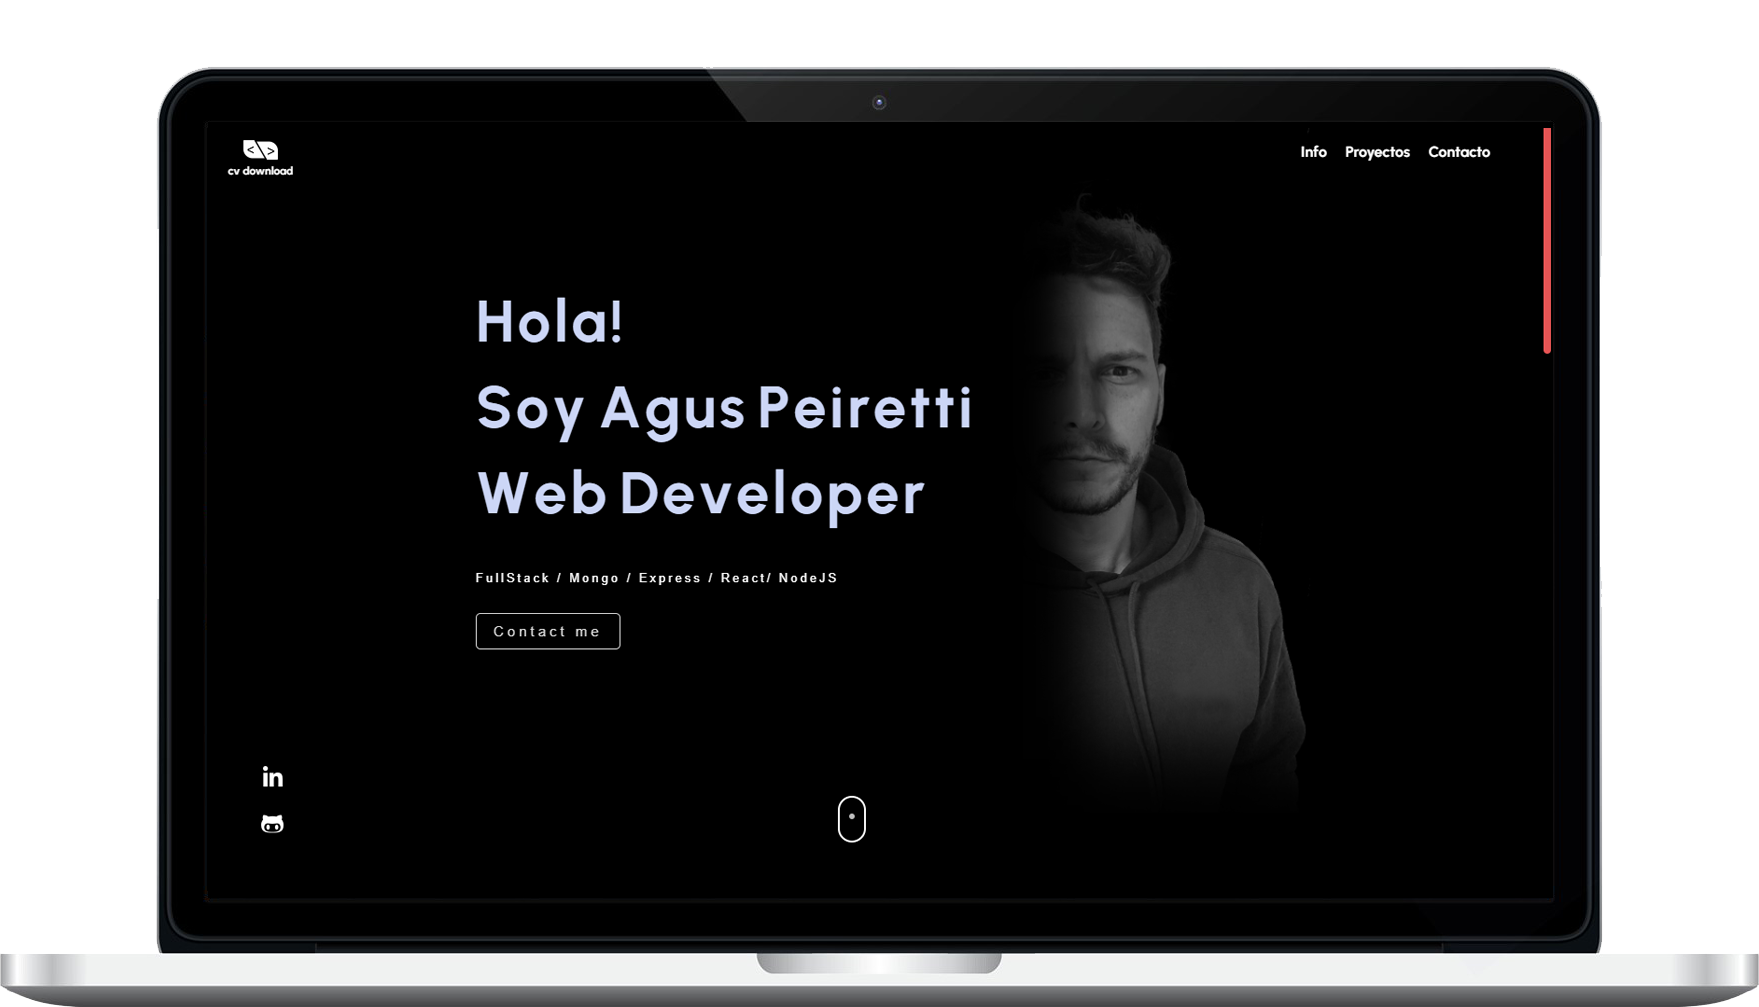 < \ >
cv download
Info Proyectos Contacto
Hola!
Soy Agus Peiretti
Web Developer
FullStack / Mongo / Express / React/ NodeJS
Contact me
in